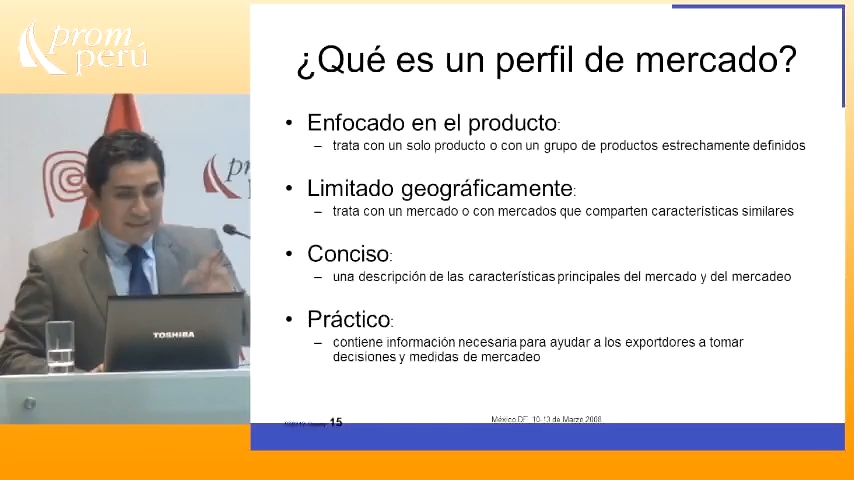 prom
perú
¿Qué es un perfil de mercado?
• Enfocado en el producto:
– trata con un solo producto o con un grupo de productos estrechamente definidos
• Limitado geográficamente:
– trata con un mercado o con mercados que comparten características similares
• Conciso:
– una descripción de las características principales del mercado y del mercadeo
• Práctico:
– contiene información necesaria para ayudar a los exportdores a tomar
decisiones y medidas de mercadeo
pr
TOSHIBA
15
México DF, 10-13 de Marzo 2008